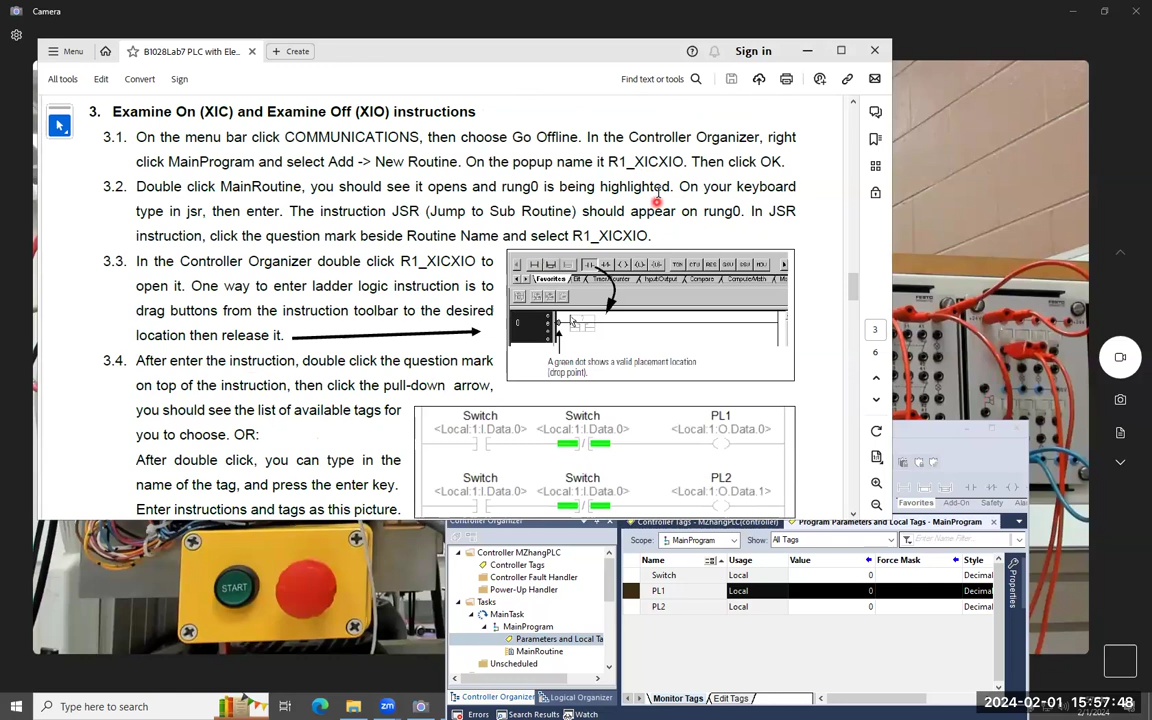 Camera
Menu
B1028Lab7 PLC with Ele...
+ Create
Sign in
All tools
Edit
Convert
Sign
Find text or tools
3. Examine On (XIC) and Examine Off (XIO) instructions
3.1. On the menu bar click COMMUNICATIONS, then choose Go Offline. In the Controller Organizer, right
click MainProgram and select Add -> New Routine. On the popup name it R1_XICXIO. Then click OK.
3.2. Double click MainRoutine, you should see it opens and rung0 is being highlighted. On your keyboard
type in jsr, then enter. The instruction JSR (Jump to Sub Routine) should appear on rung0. In JSR
instruction, click the question mark beside Routine Name and select R1_XICXIO.
3.3. In the Controller Organizer double click R1_XICXIO to
open it. One way to enter ladder logic instruction is to
drag buttons from the instruction toolbar to the desired
location then release it.
Favorites
Input/Output
Compare
A green dot shows a valid placement location
(drop point).
3.4. After enter the instruction, double click the question mark
on top of the instruction, then click the pull-down arrow,
you should see the list of available tags for
you to choose. OR:
After double click, you can type in the
name of the tag, and press the enter key.
Enter instructions and tags as this picture.
Switch Switch PL1
<Local:1:I.Data.0> <Local:1:I.Data.0> <Local:1:O.Data.0>
Switch Switch PL2
<Local:1:I.Data.0> <Local:1:I.Data.0> <Local:1:O.Data.1>
3
6
Favorites
Add-On
Safety
START
Controller Organizer
Controller MZhangPLC
Controller Tags
Controller Fault Handler
Power-Up Handler
Tasks
MainTask
MainProgram
Parameters and Local Ta
MainRoutine
Unscheduled
Controller Organizer
Logical Organizer
Errors
Search Results
Watch
Controller Tags - MZhangPLC(controller)
Program Parameters and Local Tags - MainProgram
Scope:
MainProgram
Show:
All Tags
Enter Name Filter...
Name Usage Value Force Mask Style
Switch Local 0 Decimal
PL1 Local 0 Decimal
PL2 Local 0 Decimal
Properties
Monitor Tags
Edit Tags
Type here to search
2024-02-01 15:57:48